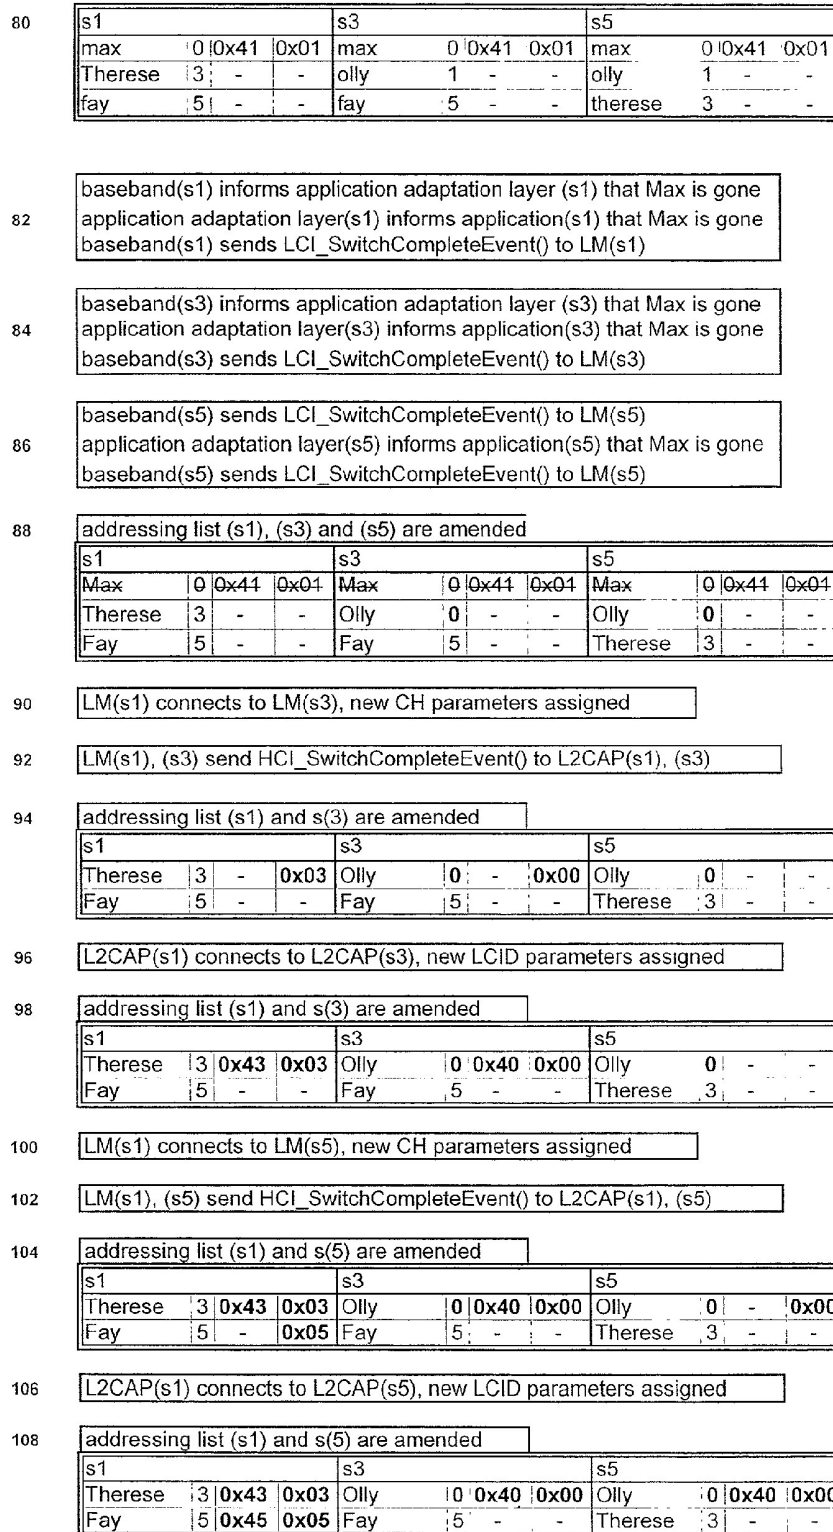 80 s1 s3 s5
max 0 0x41 0x01 max 0 0x41 0x01 max 0 0x41 0x01
Therese 3 - - olly 1 - - olly 1 - -
fay 5 - - fay 5 - - therese 3 - -
baseband(s1) informs application adaptation layer (s1) that Max is gone
82 application adaptation layer(s1) informs application(s1) that Max is gone
baseband(s1) sends LCI_SwitchCompleteEvent() to LM(s1)
baseband(s3) informs application adaptation layer (s3) that Max is gone
84 application adaptation layer(s3) informs application(s3) that Max is gone
baseband(s3) sends LCI_SwitchCompleteEvent() to LM(s3)
baseband(s5) sends LCI_SwitchCompleteEvent() to LM(s5)
86 application adaptation layer(s5) informs application(s5) that Max is gone
baseband(s5) sends LCI_SwitchCompleteEvent() to LM(s5)
88 addressing list (s1), (s3) and (s5) are amended
s1 s3 s5
Max 0 0x41 0x01 Max 0 0x41 0x01 Max 0 0x41 0x01
Therese 3 - - Olly 0 - - Olly 0 - -
Fay 5 - - Fay 5 - - Therese 3 - -
90 LM(s1) connects to LM(s3), new CH parameters assigned
92 LM(s1), (s3) send HCI_SwitchCompleteEvent() to L2CAP(s1), (s3)
94 addressing list (s1) and s(3) are amended
s1 s3 s5
Therese 3 - 0x03 Olly 0 - 0x00 Olly 0 - -
Fay 5 - - Fay 5 - - Therese 3 - -
96 L2CAP(s1) connects to L2CAP(s3), new LCID parameters assigned
98 addressing list (s1) and s(3) are amended
s1 s3 s5
Therese 3 0x43 0x03 Olly 0 0x40 0x00 Olly 0 - -
Fay 5 - - Fay 5 - - Therese 3 - -
100 LM(s1) connects to LM(s5), new CH parameters assigned
102 LM(s1), (s5) send HCI_SwitchCompleteEvent() to L2CAP(s1), (s5)
104 addressing list (s1) and s(5) are amended
s1 s3 s5
Therese 3 0x43 0x03 Olly 0 0x40 0x00 Olly 0 - 0x00
Fay 5 - 0x05 Fay 5 - - Therese 3 - -
106 L2CAP(s1) connects to L2CAP(s5), new LCID parameters assigned
108 addressing list (s1) and s(5) are amended
s1 s3 s5
Therese 3 0x43 0x03 Olly 0 0x40 0x00 Olly 0 0x40 0x00
Fay 5 0x45 0x05 Fay 5 - - Therese 3 - -